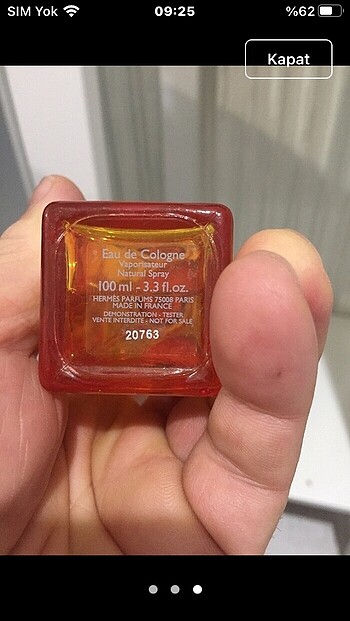 SIM Yok 09:25 %62
Kapat
Eau de Cologne
Vaporisateur
Natural Spray
100 ml - 3.3 fl.oz.
HERMÈS PARFUMS 75008 PARIS
MADE IN FRANCE
DEMONSTRATION - TESTER
VENTE INTERDITE - NOT FOR SALE
20763